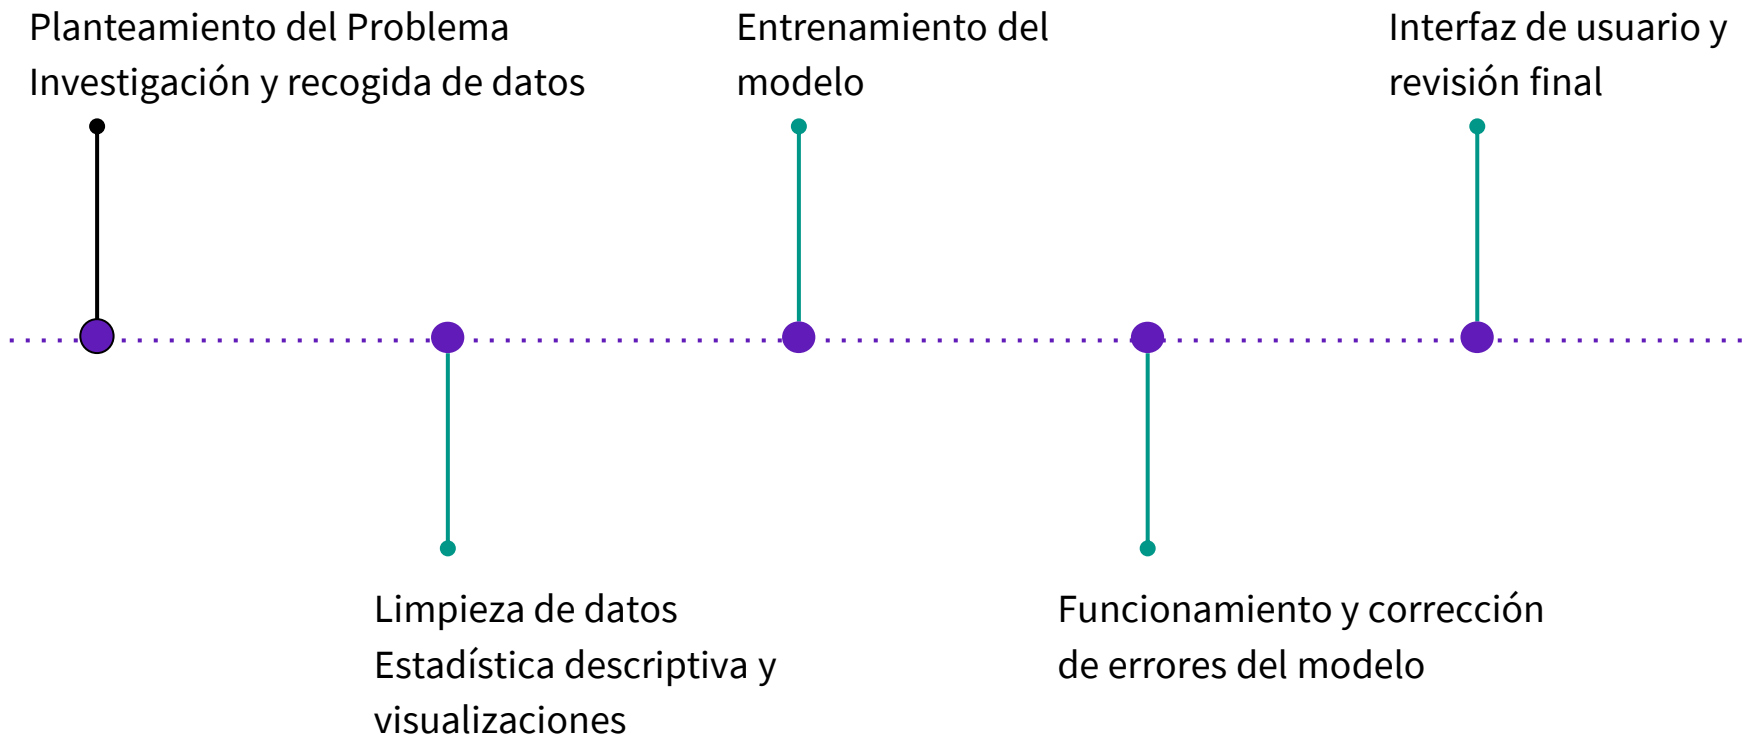 Planteamiento del Problema
Investigación y recogida de datos
Entrenamiento del
modelo
Interfaz de usuario y
revisión final
Limpieza de datos
Estadística descriptiva y
visualizaciones
Funcionamiento y corrección
de errores del modelo